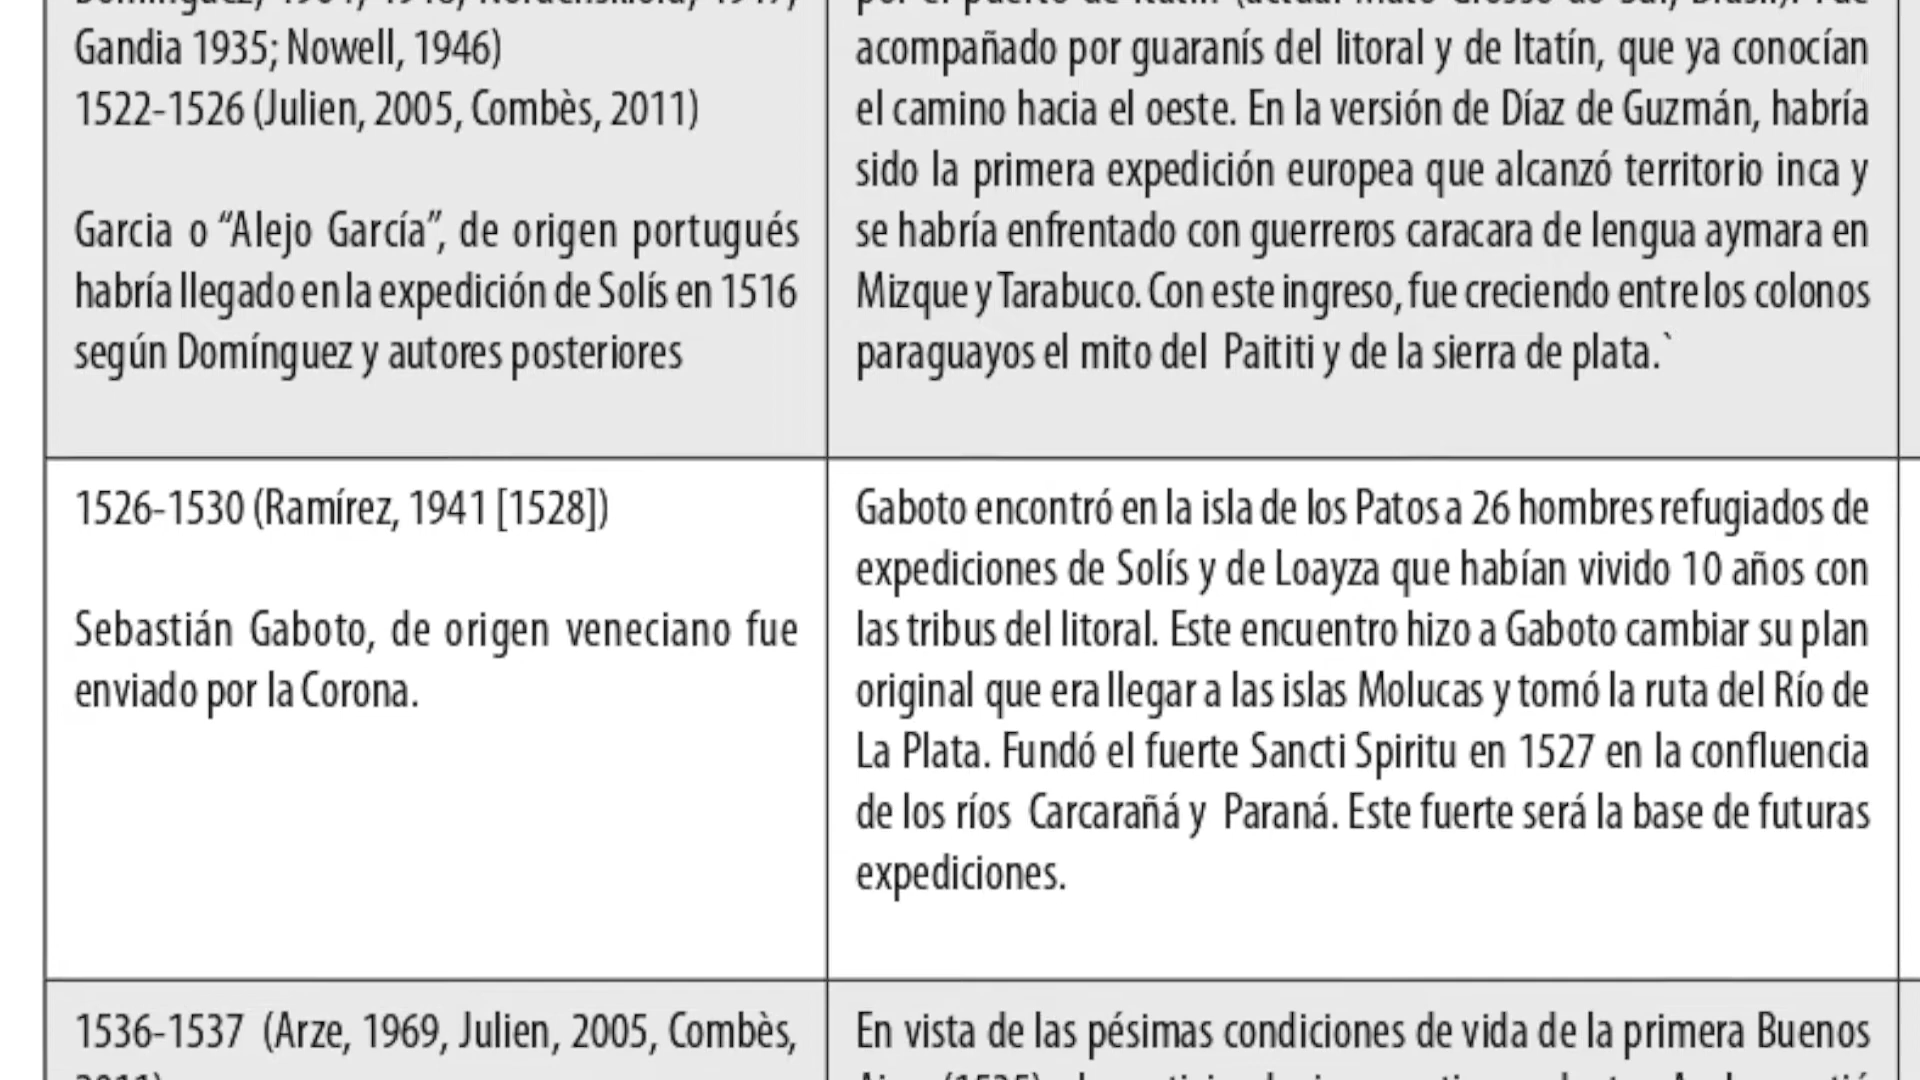 Gandia 1935; Nowell, 1946)
1522-1526 (Julien, 2005, Combès, 2011)
Garcia o “Alejo García”, de origen portugués
habría llegado en la expedición de Solís en 1516
según Domínguez y autores posteriores
acompañado por guaranís del litoral y de Itatín, que ya conocían
el camino hacia el oeste. En la versión de Díaz de Guzmán, habría
sido la primera expedición europea que alcanzó territorio inca y
se habría enfrentado con guerreros caracara de lengua aymara en
Mizque y Tarabuco. Con este ingreso, fue creciendo entre los colonos
paraguayos el mito del Paititi y de la sierra de plata.`
1526-1530 (Ramírez, 1941 [1528])
Sebastián Gaboto, de origen veneciano fue
enviado por la Corona.
Gaboto encontró en la isla de los Patos a 26 hombres refugiados de
expediciones de Solís y de Loayza que habían vivido 10 años con
las tribus del litoral. Este encuentro hizo a Gaboto cambiar su plan
original que era llegar a las islas Molucas y tomó la ruta del Río de
La Plata. Fundó el fuerte Sancti Spiritu en 1527 en la confluencia
de los ríos Carcarañá y Paraná. Este fuerte será la base de futuras
expediciones.
1536-1537 (Arze, 1969, Julien, 2005, Combès,
En vista de las pésimas condiciones de vida de la primera Buenos